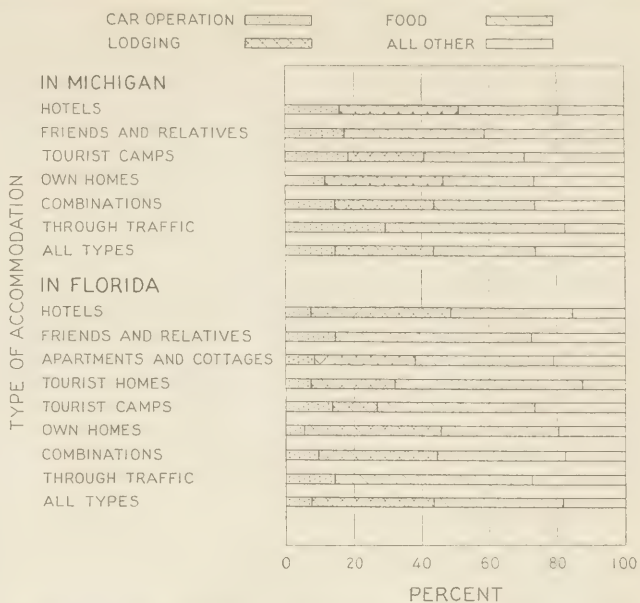 CAR OPERATION FOOD
LODGING ALL OTHER
TYPE OF ACCOMMODATION
IN MICHIGAN
HOTELS
FRIENDS AND RELATIVES
TOURIST CAMPS
OWN HOMES
COMBINATIONS
THROUGH TRAFFIC
ALL TYPES
IN FLORIDA
HOTELS
FRIENDS AND RELATIVES
APARTMENTS AND COTTAGES
TOURIST HOMES
TOURIST CAMPS
OWN HOMES
COMBINATIONS
THROUGH TRAFFIC
ALL TYPES
0 20 40 60 80 100
PERCENT